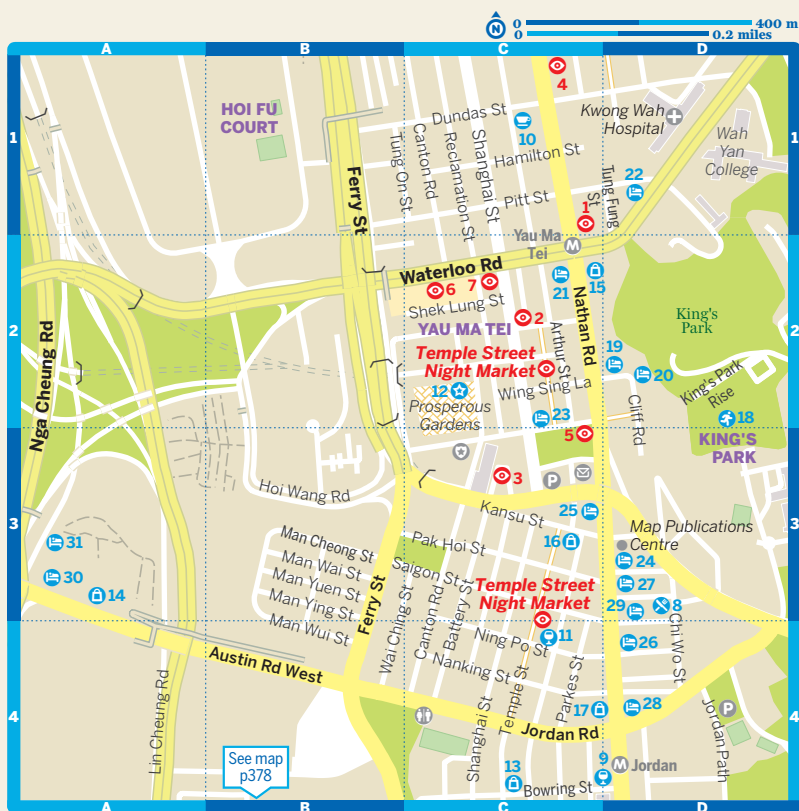 N
0
400 m
0
0.2 miles
A
B
C
D
1
HOI FU
COURT
4
Dundas St
10
Kwong Wah
Hospital
Wah
Yan
College
1
Tung On St
Canton Rd
Reclamation St
Shanghai St
Hamilton St
Pitt St
Tung Fung
St
22
1
Ferry St
Yau Ma
Tei
M
Waterloo Rd
6
7
21
15
Shek Lung St
Nathan Rd
2
YAU MA TEI
2
Arthur St
King's
Park
2
Temple Street
Night Market
19
20
Nga Cheung Rd
12
Prosperous
Gardens
Wing Sing La
23
Cliff Rd
King's Park
Rise
18
5
KING'S
PARK
3
P
Hoi Wang Rd
Kansu St
25
3
31
Man Cheong St
Man Wai St
Man Yuen St
Man Ying St
Man Wui St
Pak Hoi St
16
Map Publications
Centre
3
30
14
Saigon St
24
27
Temple Street
Night Market
29
8
Ferry St
Wai Ching St
Canton Rd
Battery St
Ning Po St
11
26
Chi Wo St
Austin Rd West
Nanking St
Parkes St
Temple St
Shanghai St
17
28
P
Jordan Path
4
Lin Cheung Rd
Jordan Rd
4
See map
p378
13
9
M
Jordan
Bowring St
A
B
C
D